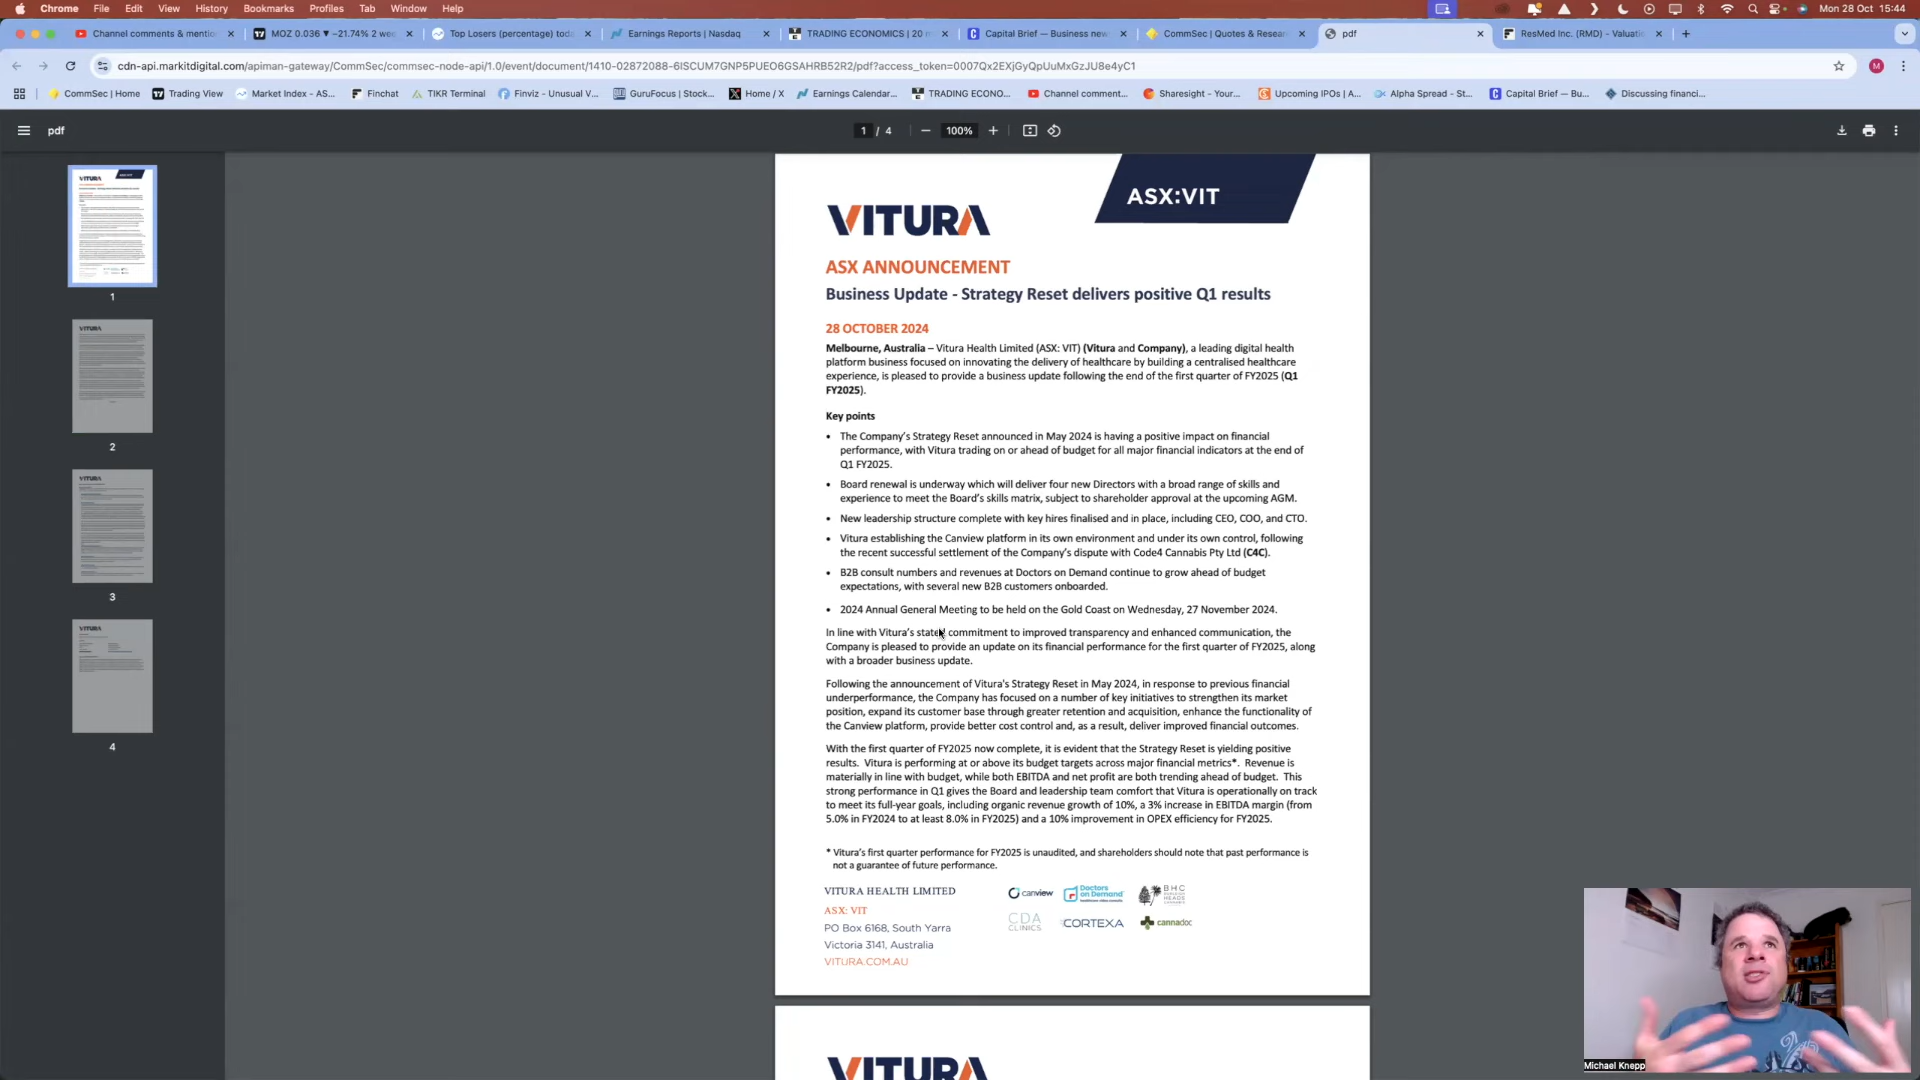 Chrome File Edit View History Bookmarks Profiles Tab Window Help Mon 28 Oct 15:44
Channel comments & mentio MOZ 0.036 ▼ −21.74% 2 we Top Losers (percentage) tod Earnings Reports | Nasdaq TRADING ECONOMICS | 20 m Capital Brief — Business new CommSec | Quotes & Resear pdf ResMed Inc. (RMD) - Valuati
cdn-api.markitdigital.com/apiman-gateway/CommSec/commsec-node-api/1.0/event/document/1410-02872088-6ISCUM7GNP5PUEO6GSAHRB52R2/pdf?access_token=0007Qx2EXjGyQpUuMxGzJU8e4yC1
CommSec | Home Trading View Market Index - AS... Finchat TIKR Terminal Finviz - Unusual V... GuruFocus | Stock... Home / X Earnings Calendar... TRADING ECONO... Channel comment... Sharesight - Your... Upcoming IPOs | A... Alpha Spread - St... Capital Brief — Bu... Discussing financi...
pdf 1 / 4 100%
ASX:VIT
VITURA
ASX ANNOUNCEMENT
Business Update - Strategy Reset delivers positive Q1 results
28 OCTOBER 2024
Melbourne, Australia – Vitura Health Limited (ASX: VIT) (Vitura and Company), a leading digital health
platform business focused on innovating the delivery of healthcare by building a centralised healthcare
experience, is pleased to provide a business update following the end of the first quarter of FY2025 (Q1
FY2025).
Key points
• The Company's Strategy Reset announced in May 2024 is having a positive impact on financial
performance, with Vitura trading on or ahead of budget for all major financial indicators at the end of
Q1 FY2025.
• Board renewal is underway which will deliver four new Directors with a broad range of skills and
experience to meet the Board's skills matrix, subject to shareholder approval at the upcoming AGM.
• New leadership structure complete with key hires finalised and in place, including CEO, COO, and CTO.
• Vitura establishing the Canview platform in its own environment and under its own control, following
the recent successful settlement of the Company's dispute with Code4 Cannabis Pty Ltd (C4C).
• B2B consult numbers and revenues at Doctors on Demand continue to grow ahead of budget
expectations, with several new B2B customers onboarded.
• 2024 Annual General Meeting to be held on the Gold Coast on Wednesday, 27 November 2024.
In line with Vitura's stated commitment to improved transparency and enhanced communication, the
Company is pleased to provide an update on its financial performance for the first quarter of FY2025, along
with a broader business update.
Following the announcement of Vitura's Strategy Reset in May 2024, in response to previous financial
underperformance, the Company has focused on a number of key initiatives to strengthen its market
position, expand its customer base through greater retention and acquisition, enhance the functionality of
the Canview platform, provide better cost control and, as a result, deliver improved financial outcomes.
With the first quarter of FY2025 now complete, it is evident that the Strategy Reset is yielding positive
results. Vitura is performing at or above its budget targets across major financial metrics*. Revenue is
materially in line with budget, while both EBITDA and net profit are both trending ahead of budget. This
strong performance in Q1 gives the Board and leadership team comfort that Vitura is operationally on track
to meet its full-year goals, including organic revenue growth of 10%, a 3% increase in EBITDA margin (from
5.0% in FY2024 to at least 8.0% in FY2025) and a 10% improvement in OPEX efficiency for FY2025.
* Vitura's first quarter performance for FY2025 is unaudited, and shareholders should note that past performance is
not a guarantee of future performance.
VITURA HEALTH LIMITED
ASX: VIT
PO Box 6168, South Yarra
Victoria 3141, Australia
VITURA.COM.AU
canview Doctors on Demand BHC
CDA CLINICS CORTEXA cannadoc
VITURA
1
2
3
4
Michael Knepp